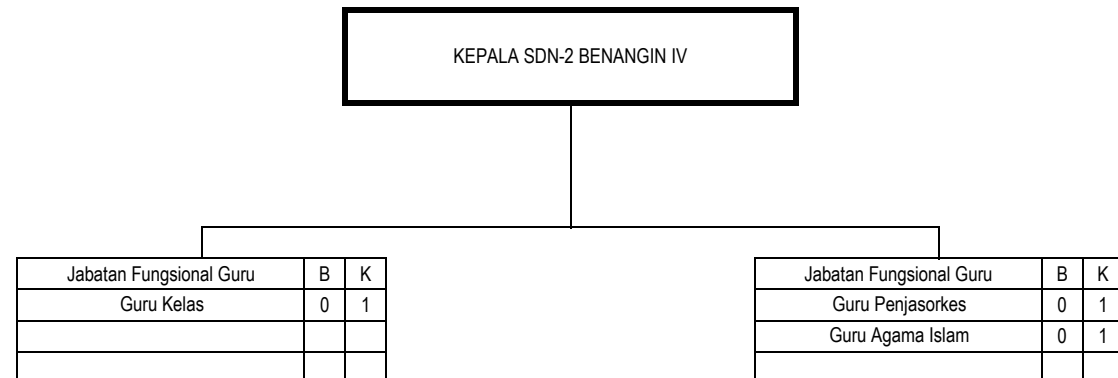 KEPALA SDN-2 BENANGIN IV
Jabatan Fungsional Guru B K
Guru Kelas 0 1
Jabatan Fungsional Guru B K
Guru Penjasorkes 0 1
Guru Agama Islam 0 1